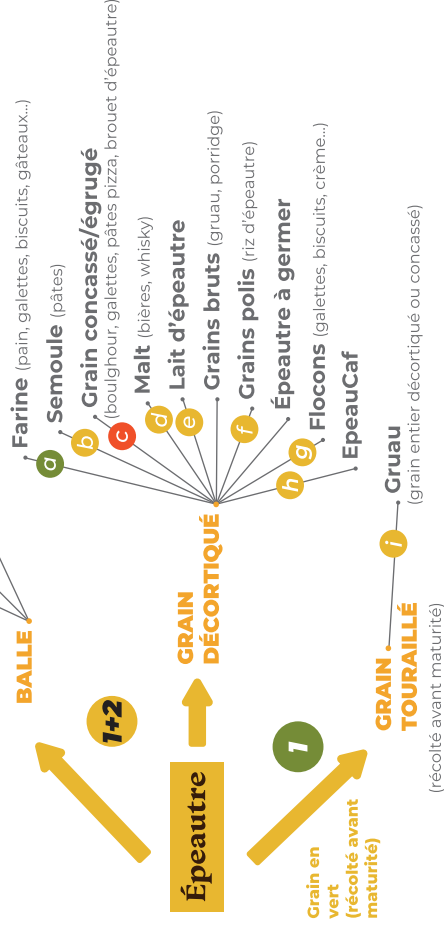 Épeautre
1+2
BALLE
GRAIN
DÉCORTIQUÉ
a
Farine (pain, galettes, biscuits, gâteaux...)
b
Semoule (pâtes)
c
Grain concassé/égrugé
(boulghour, galettes, pâtes pizza, brouet d'épeautre)
d
Malt (bières, whisky)
e
Lait d'épeautre
Grains bruts (gruau, porridge)
f
Grains polis (riz d'épeautre)
Épeautre à germer
g
Flocons (galettes, biscuits, crème...)
h
EpeauCaf
1
Grain en
vert
(récolté avant
maturité)
GRAIN
TOURAILLÉ
(récolté avant maturité)
i
Gruau
(grain entier décortiqué ou concassé)